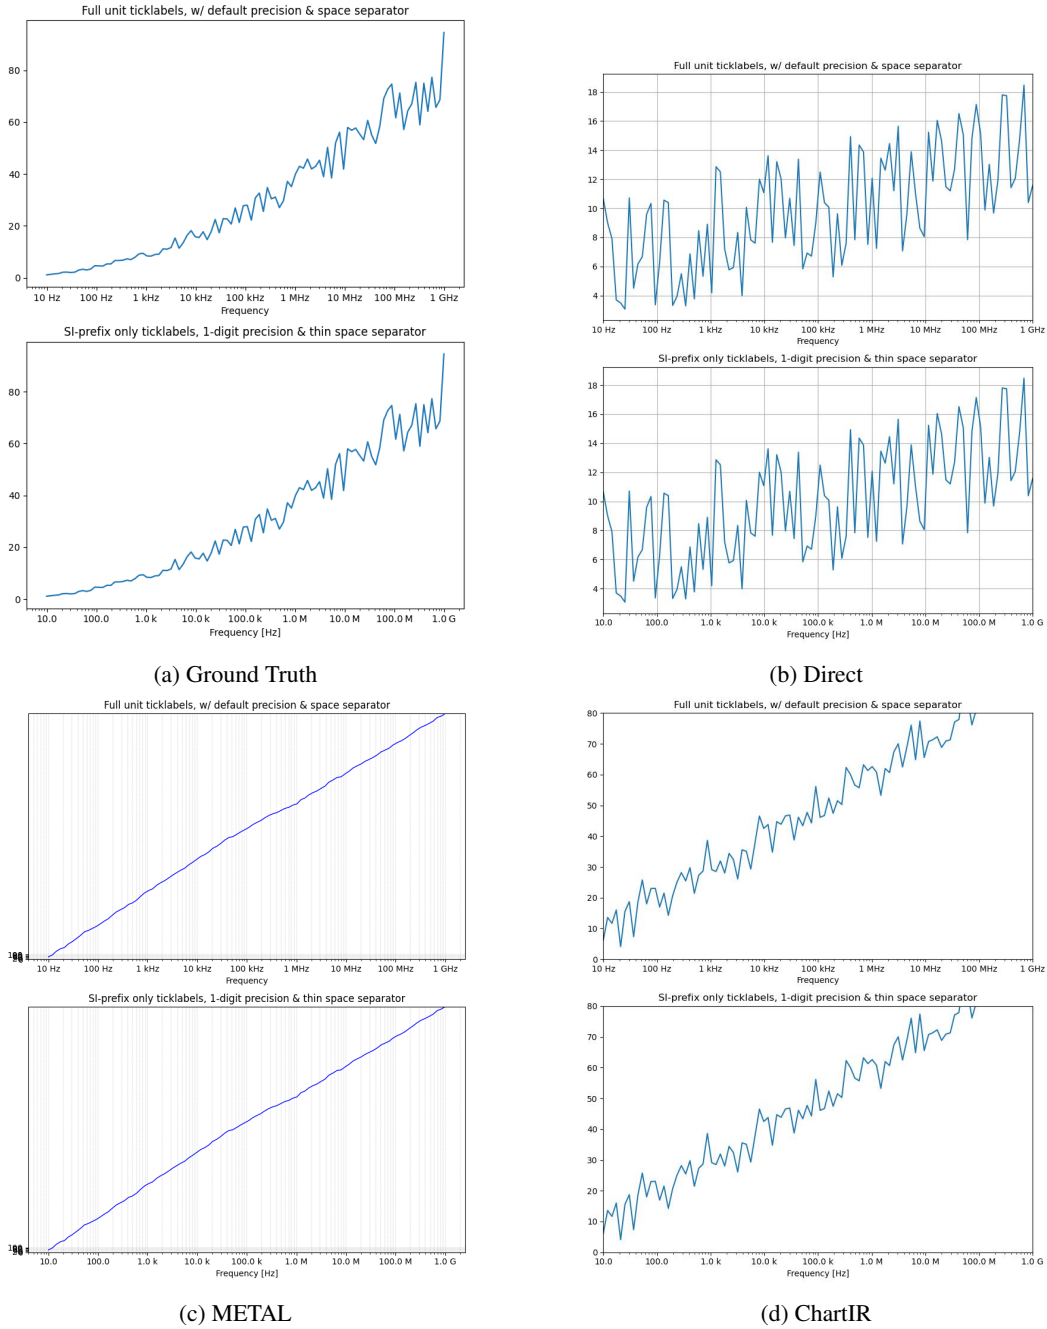 Full unit ticklabels, w/ default precision & space separator
80
60
40
20
0
10 Hz 100 Hz 1 kHz 10 kHz 100 kHz 1 MHz 10 MHz 100 MHz 1 GHz
Frequency
SI-prefix only ticklabels, 1-digit precision & thin space separator
80
60
40
20
0
10.0 100.0 1.0 k 10.0 k 100.0 k 1.0 M 10.0 M 100.0 M 1.0 G
Frequency [Hz]
(a) Ground Truth
Full unit ticklabels, w/ default precision & space separator
18
16
14
12
10
8
6
4
10 Hz 100 Hz 1 kHz 10 kHz 100 kHz 1 MHz 10 MHz 100 MHz 1 GHz
Frequency
SI-prefix only ticklabels, 1-digit precision & thin space separator
18
16
14
12
10
8
6
4
10.0 100.0 1.0 k 10.0 k 100.0 k 1.0 M 10.0 M 100.0 M 1.0 G
Frequency [Hz]
(b) Direct
Full unit ticklabels, w/ default precision & space separator
10 Hz 100 Hz 1 kHz 10 kHz 100 kHz 1 MHz 10 MHz 100 MHz 1 GHz
Frequency
SI-prefix only ticklabels, 1-digit precision & thin space separator
10.0 100.0 1.0 k 10.0 k 100.0 k 1.0 M 10.0 M 100.0 M 1.0 G
Frequency [Hz]
(c) METAL
Full unit ticklabels, w/ default precision & space separator
80
70
60
50
40
30
20
10
0
10 Hz 100 Hz 1 kHz 10 kHz 100 kHz 1 MHz 10 MHz 100 MHz 1 GHz
Frequency
SI-prefix only ticklabels, 1-digit precision & thin space separator
80
70
60
50
40
30
20
10
0
10.0 100.0 1.0 k 10.0 k 100.0 k 1.0 M 10.0 M 100.0 M 1.0 G
Frequency [Hz]
(d) ChartIR